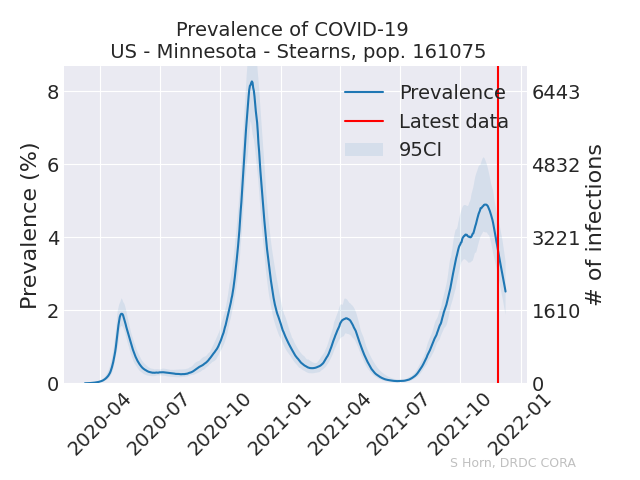 Prevalence of COVID-19
US - Minnesota - Stearns, pop. 161075
Prevalence (%)
8
6
4
2
0
Prevalence
Latest data
95CI
6443
4832
3221
1610
0
# of infections
2020-04
2020-07
2020-10
2021-01
2021-04
2021-07
2021-10
2022-01
S Horn, DRDC CORA